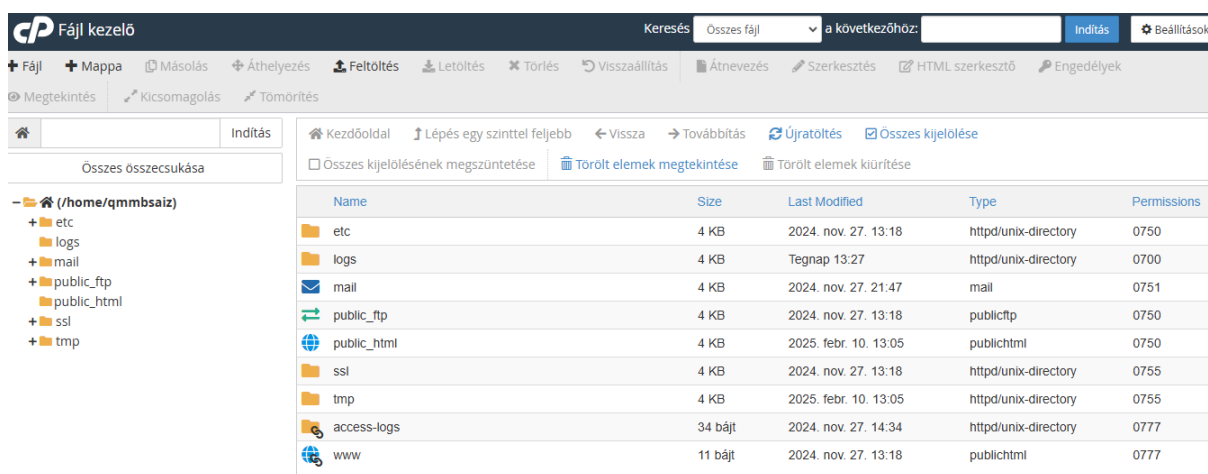 cP Fájl kezelő Keresés Összes fájl a következőhöz: Indítás Beállítások
Fájl Mappa Másolás Áthelyezés Feltöltés Letöltés Törlés Visszaállítás Átnevezés Szerkesztés HTML szerkesztő Engedélyek
Megtekintés Kicsomagolás Tömörítés
Indítás
Összes összecsukása
(/home/qmmbsaiz)
etc
logs
mail
public_ftp
public_html
ssl
tmp
Kezdőoldal Lépés egy szinttel feljebb Vissza Továbbítás Újratöltés Összes kijelölése
Összes kijelölésének megszüntetése Törölt elemek megtekintése Törölt elemek kiürítése
Name Size Last Modified Type Permissions
etc 4 KB 2024. nov. 27. 13:18 httpd/unix-directory 0750
logs 4 KB Tegnap 13:27 httpd/unix-directory 0700
mail 4 KB 2024. nov. 27. 21:47 mail 0751
public_ftp 4 KB 2024. nov. 27. 13:18 publicftp 0750
public_html 4 KB 2025. febr. 10. 13:05 publichtml 0750
ssl 4 KB 2024. nov. 27. 13:18 httpd/unix-directory 0755
tmp 4 KB 2025. febr. 10. 13:05 httpd/unix-directory 0755
access-logs 34 bájt 2024. nov. 27. 14:34 httpd/unix-directory 0777
www 11 bájt 2024. nov. 27. 13:18 publichtml 0777